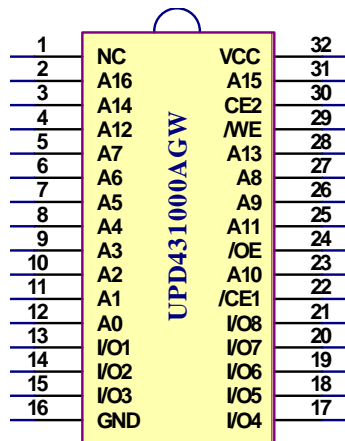 1 NC VCC 32
2 A16 A15 31
3 A14 CE2 30
4 A12 /WE 29
5 A7 A13 28
6 A6 A8 27
7 A5 A9 26
8 A4 A11 25
9 A3 /OE 24
10 A2 A10 23
11 A1 /CE1 22
12 A0 I/O8 21
13 I/O1 I/O7 20
14 I/O2 I/O6 19
15 I/O3 I/O5 18
16 GND I/O4 17
UPD431000AGW